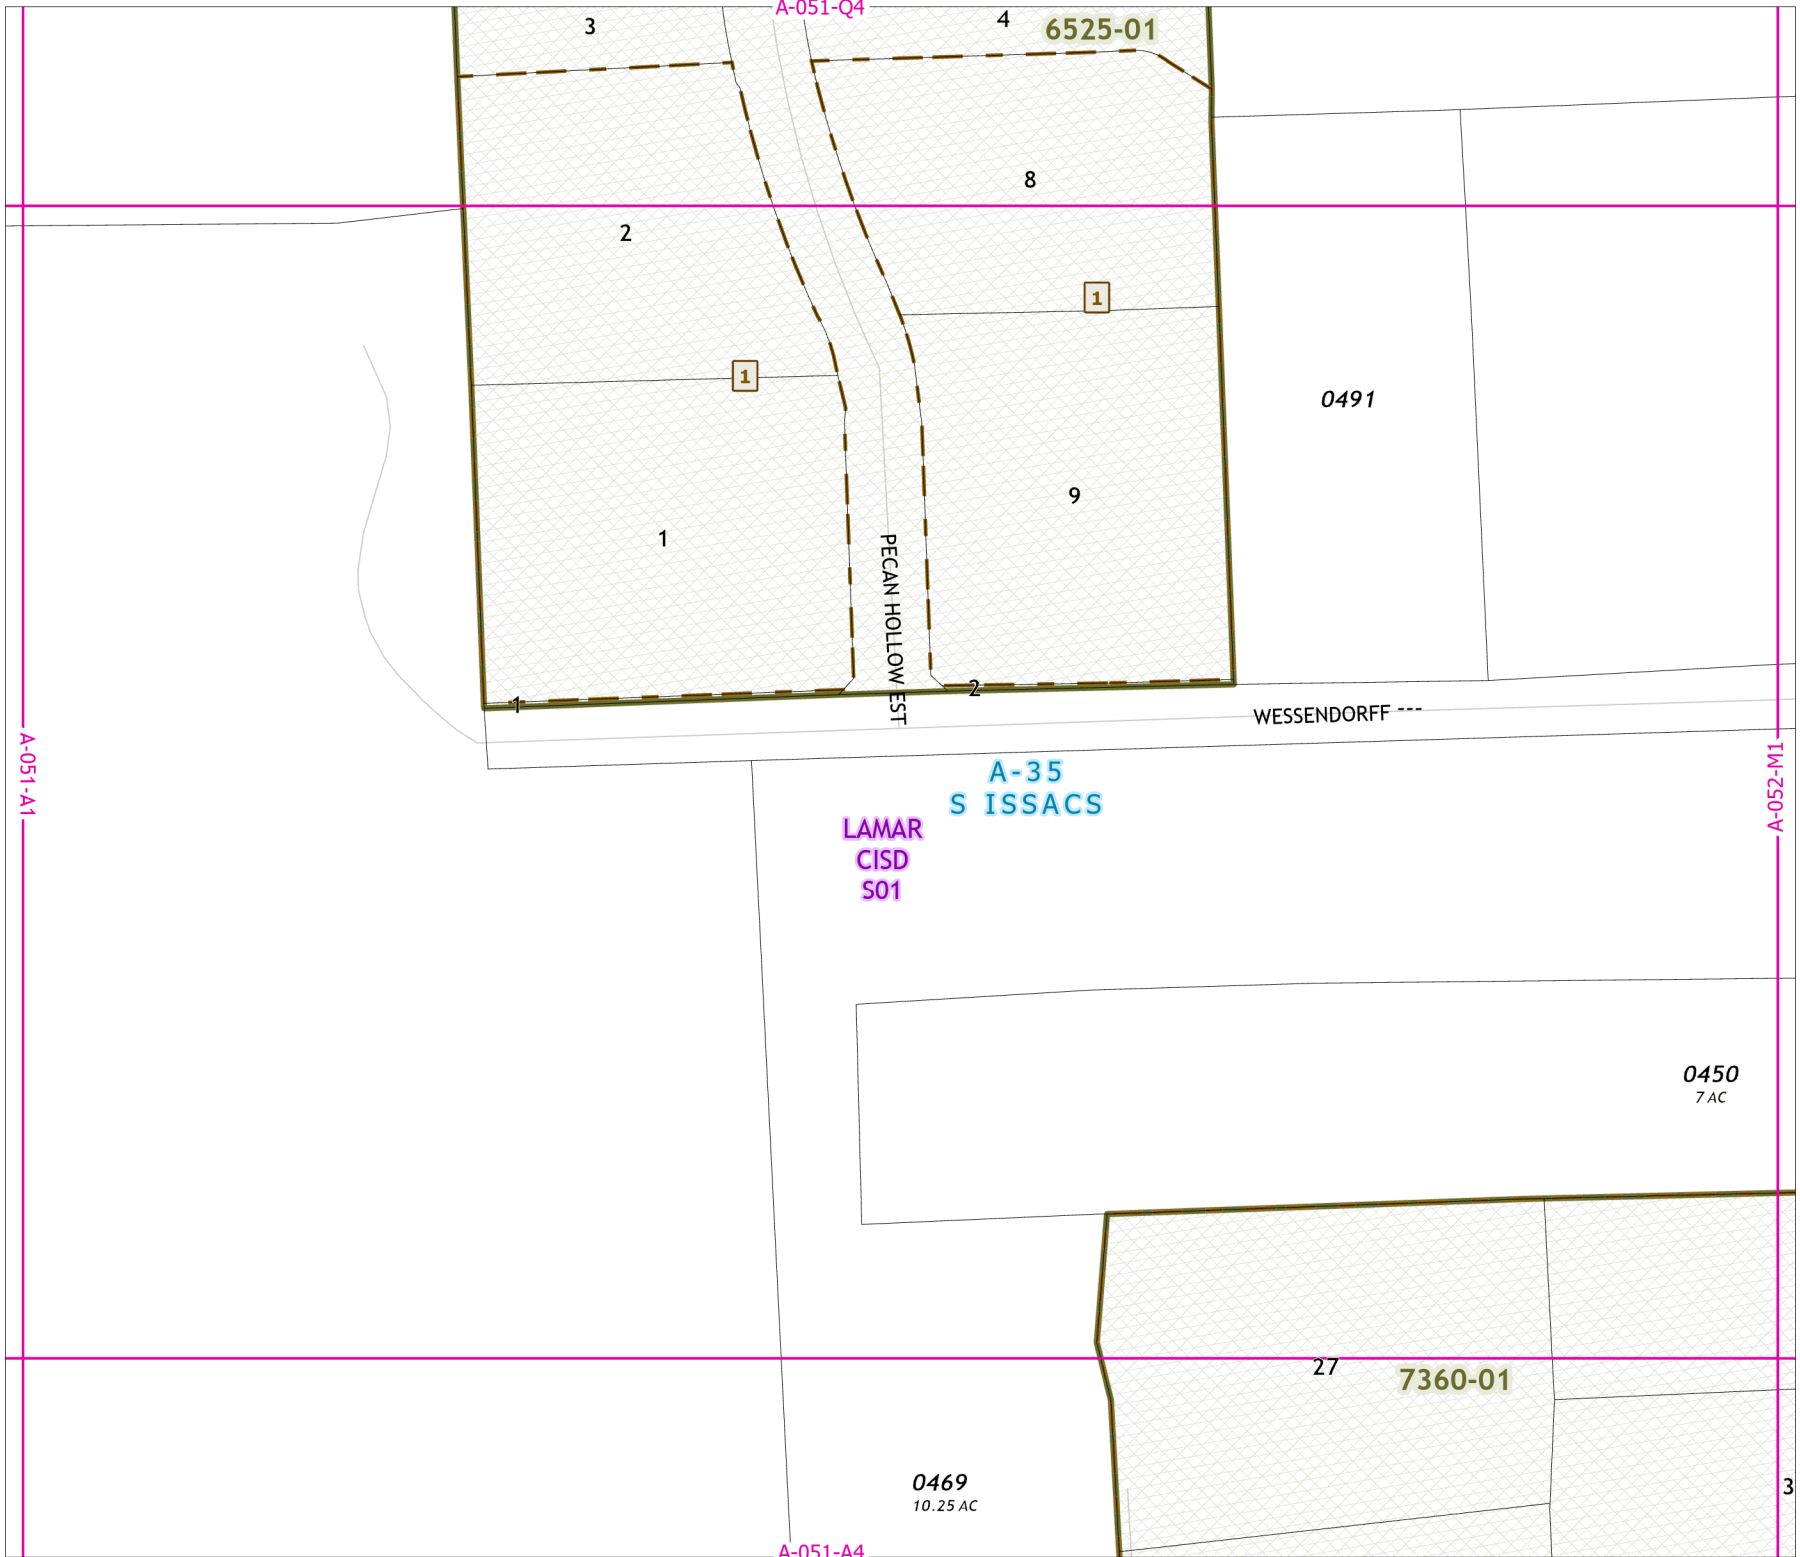 A-051-Q4
3
4
6525-01
8
2
1
1
0491
9
1
PECAN HOLLOW EST
2
1
WESSENDORFF ---
A-051-A1
A-052-M1
A-35
S ISSACS
LAMAR
CISD
S01
0450
7 AC
27
7360-01
0469
10.25 AC
3
A-051-A4